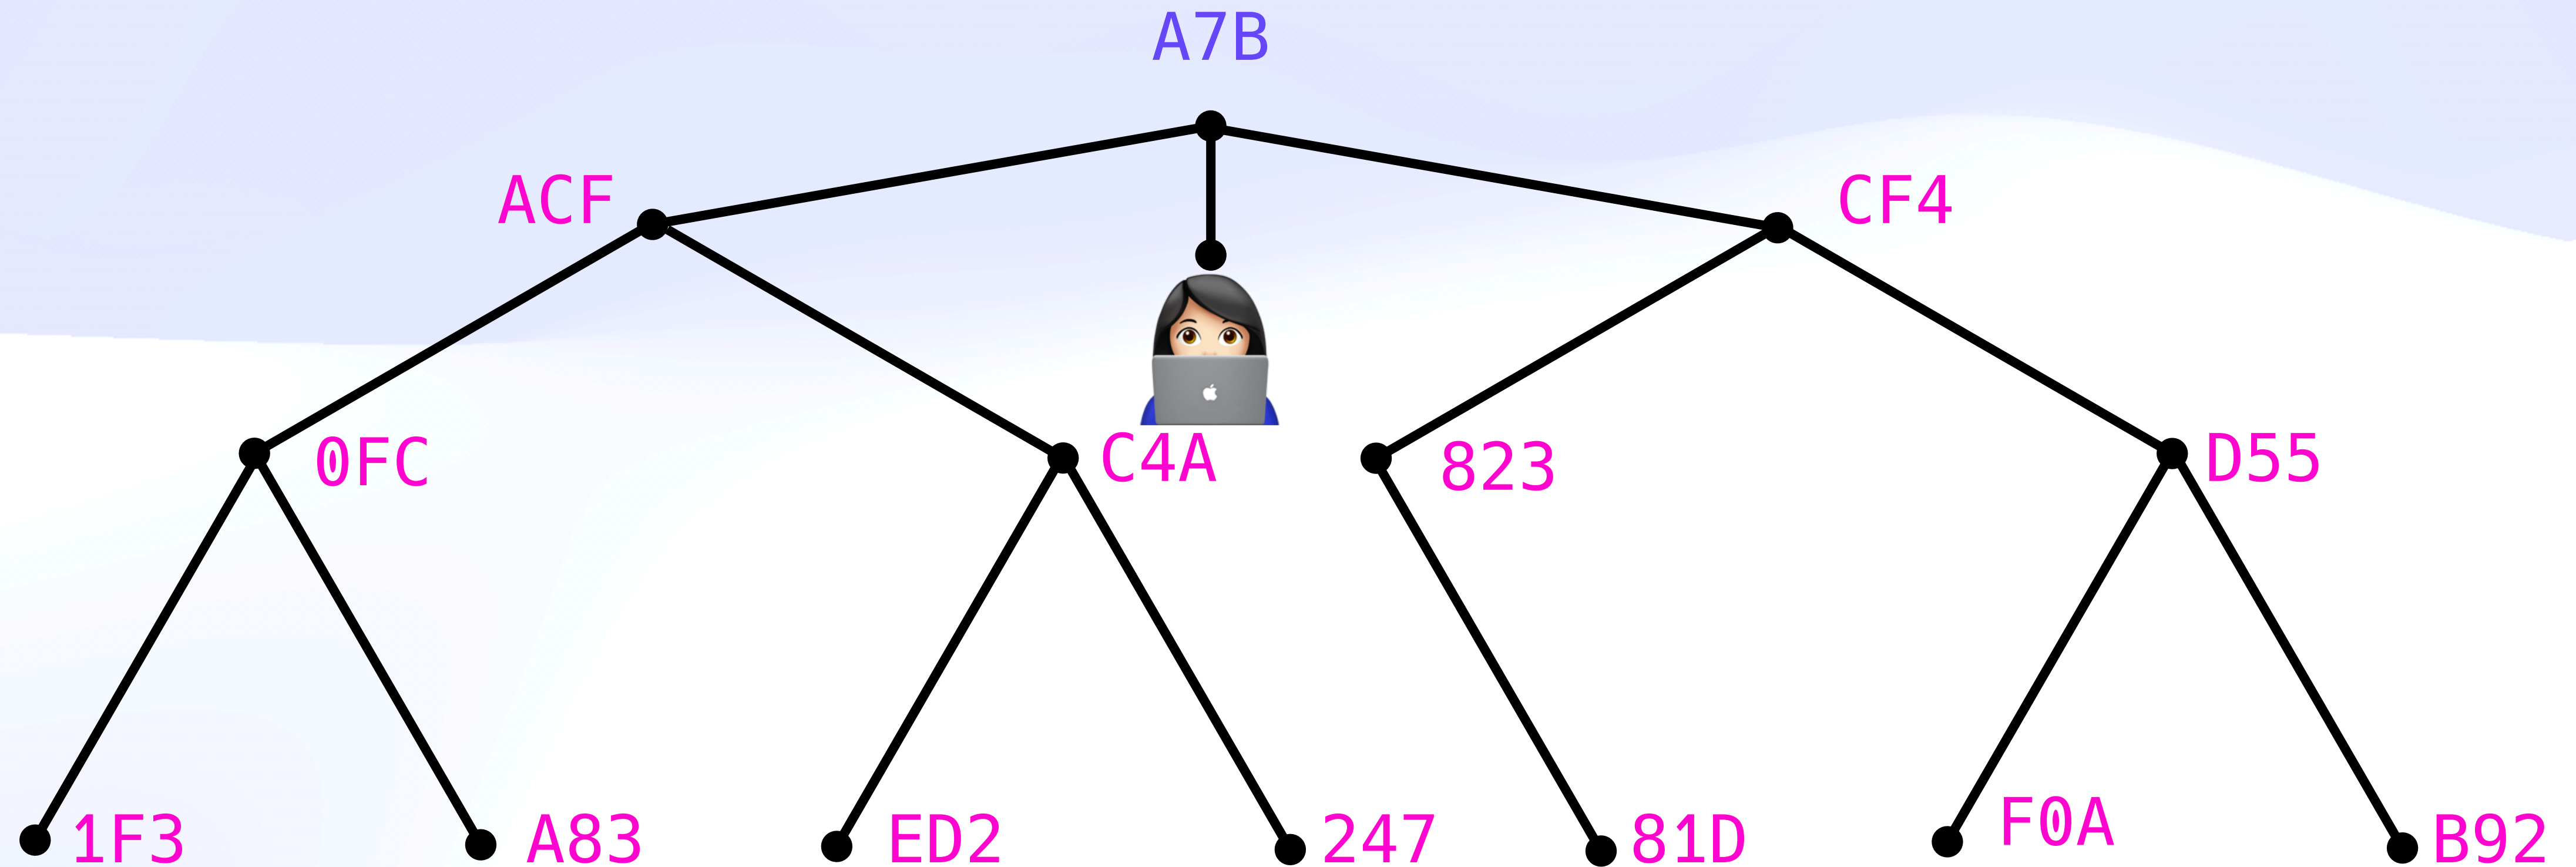 A7B
ACF
CF4
0FC
C4A
823
D55
1F3
A83
ED2
247
81D
F0A
B92